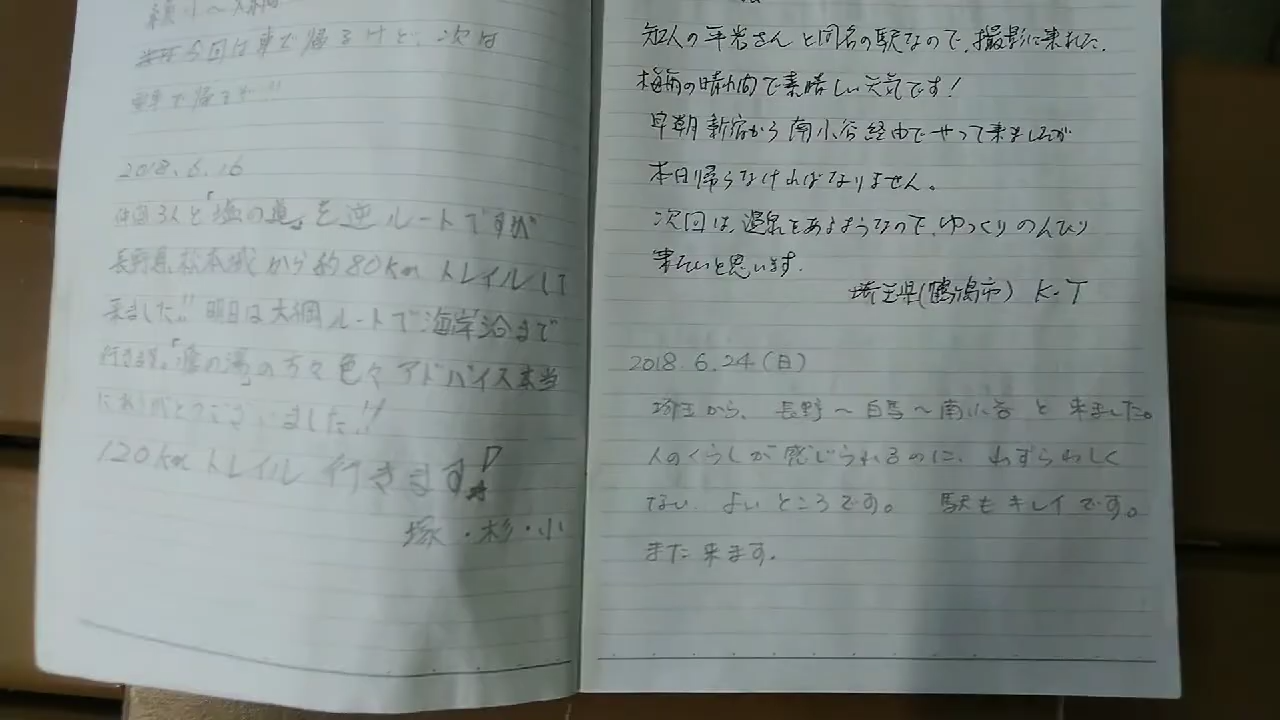 今回は車で帰るけど、次は
電車で帰るぞ!!
2018.6.16
仲間3人と「塩の道」を逆ルートですが
長野県松本城から約80kmトレイルして
来ました!!明日は大網ルートで海岸沿まで
行きます。「塩の湯」の方々色々アドバイス本当
にありがとうございました!!
120kmトレイル行きます!
塚・杉・小
知人の平岩さんと同名の駅なので、撮影に来れた。
梅雨の晴れ間で素晴しい天気です!
早朝新宿から南小谷経由でやって来ましたが
本日帰らなければなりません。
次回は、温泉もあるようなので、ゆっくりのんびり
来たいと思います。
埼玉県(鶴ヶ島市) K-T
2018.6.24(日)
埼玉から、長野〜白馬〜南小谷と来ました。
人のくらしが感じられるのに、わずらわしく
ない よいところです。 駅もキレイです。
また来ます。